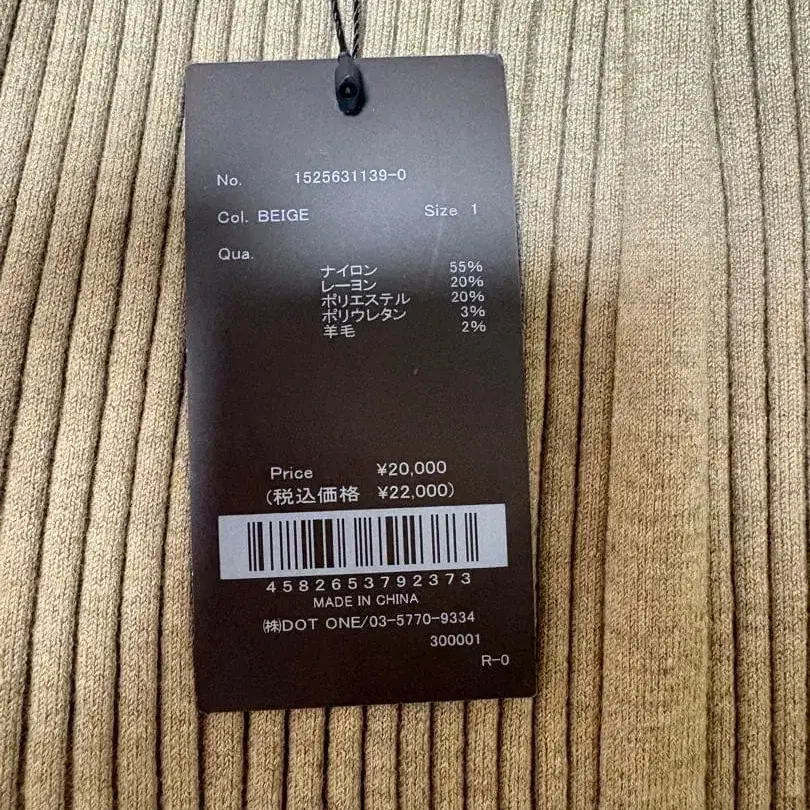 No. 1525631139-0
Col. BEIGE Size 1
Qua.
ナイロン 55%
レーヨン 20%
ポリエステル 20%
ポリウレタン 3%
羊毛 2%
Price ¥20,000
(税込価格 ¥22,000)
4582653792373
MADE IN CHINA
㈱DOT ONE/03-5770-9334
300001
R-0